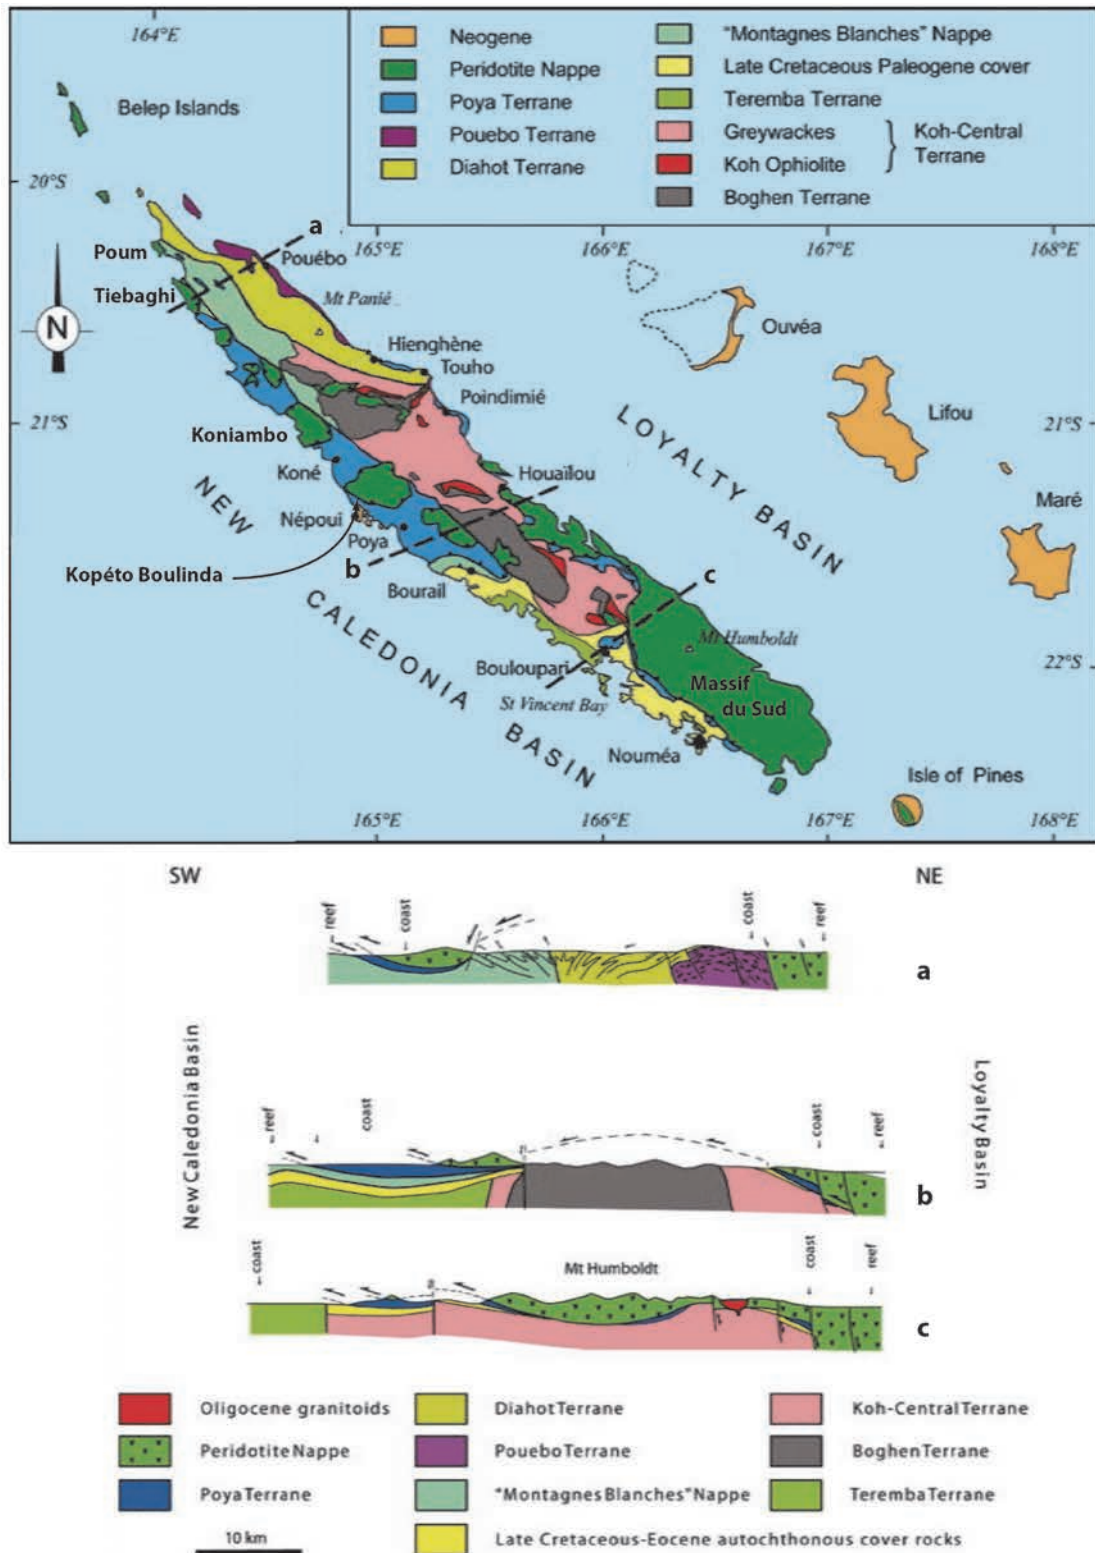 164°E
Neogene
Peridotite Nappe
Poya Terrane
Pouebo Terrane
Diahot Terrane
"Montagnes Blanches" Nappe
Late Cretaceous Paleogene cover
Teremba Terrane
Greywackes
Koh Ophiolite
Koh-Central
Terrane
Boghen Terrane
Belep Islands
20°S
a
Poum
Pouébo
165°E
166°E
167°E
168°E
Tiebaghi
Mt Panié
N
Ouvéa
Hienghène
Touho
Poindimié
Lifou
21°S
21°S
Koniambo
LOYALTY BASIN
Koné
Houaïlou
Maré
NEW
Népoui
Poya
b
Kopéto Boulinda
c
Bourail
CALEDONIA
Mt Humboldt
22°S
Bouloupari
Massif
du Sud
St Vincent Bay
BASIN
Nouméa
Isle of Pines
165°E
166°E
167°E
168°E
SW
NE
reef
coast
coast
reef
a
New Caledonia Basin
Loyalty Basin
reef
coast
coast
reef
b
coast
Mt Humboldt
coast
reef
c
Oligocene granitoids
Diahot Terrane
Koh-Central Terrane
Peridotite Nappe
Pouebo Terrane
Boghen Terrane
Poya Terrane
"Montagnes Blanches" Nappe
Teremba Terrane
10 km
Late Cretaceous-Eocene autochthonous cover rocks